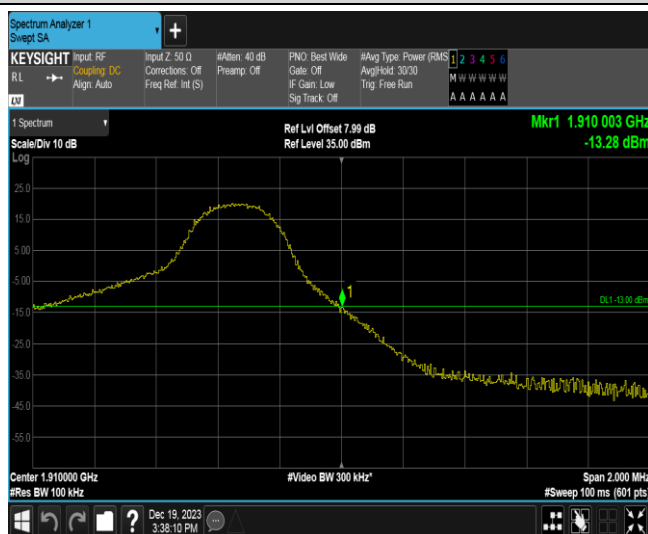 Spectrum Analyzer 1
Swept SA
KEYSIGHT
RL
LXI
Input: RF
Coupling: DC
Align: Auto
Input Z: 50 Ω
Corrections: Off
Freq Ref: Int (S)
#Atten: 40 dB
Preamp: Off
PNO: Best Wide
Gate: Off
IF Gain: Low
Sig Track: Off
#Avg Type: Power (RMS
Avg|Hold: 30/30
Trig: Free Run
1 2 3 4 5 6
M W W W W W
A A A A A A
1 Spectrum
Scale/Div 10 dB
Ref Lvl Offset 7.99 dB
Ref Level 35.00 dBm
Mkr1 1.910 003 GHz
-13.28 dBm
Log
25.0
15.0
5.00
-5.00
1
DL1 -13.00 dBm
-15.0
-25.0
-35.0
-45.0
-55.0
Center 1.910000 GHz
#Video BW 300 kHz*
Span 2.000 MHz
#Res BW 100 kHz
#Sweep 100 ms (601 pts)
?
Dec 19, 2023
3:38:10 PM